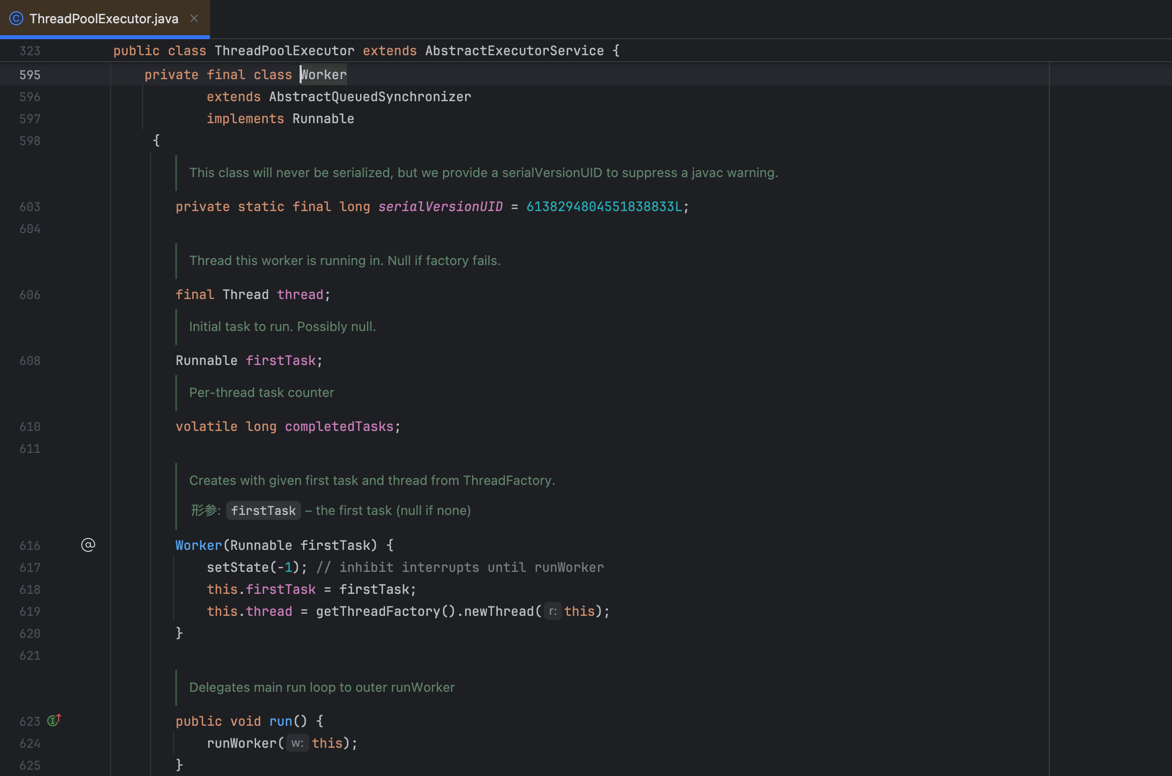 ThreadPoolExecutor.java
323 public class ThreadPoolExecutor extends AbstractExecutorService {
595 private final class Worker
596 extends AbstractQueuedSynchronizer
597 implements Runnable
598 {
This class will never be serialized, but we provide a serialVersionUID to suppress a javac warning.
603 private static final long serialVersionUID = 6138294804551838833L;
604
Thread this worker is running in. Null if factory fails.
606 final Thread thread;
Initial task to run. Possibly null.
608 Runnable firstTask;
Per-thread task counter
610 volatile long completedTasks;
611
Creates with given first task and thread from ThreadFactory.
形参: firstTask – the first task (null if none)
616 @ Worker(Runnable firstTask) {
617 setState(-1); // inhibit interrupts until runWorker
618 this.firstTask = firstTask;
619 this.thread = getThreadFactory().newThread( r: this);
620 }
621
Delegates main run loop to outer runWorker
623 public void run() {
624 runWorker( w: this);
625 }